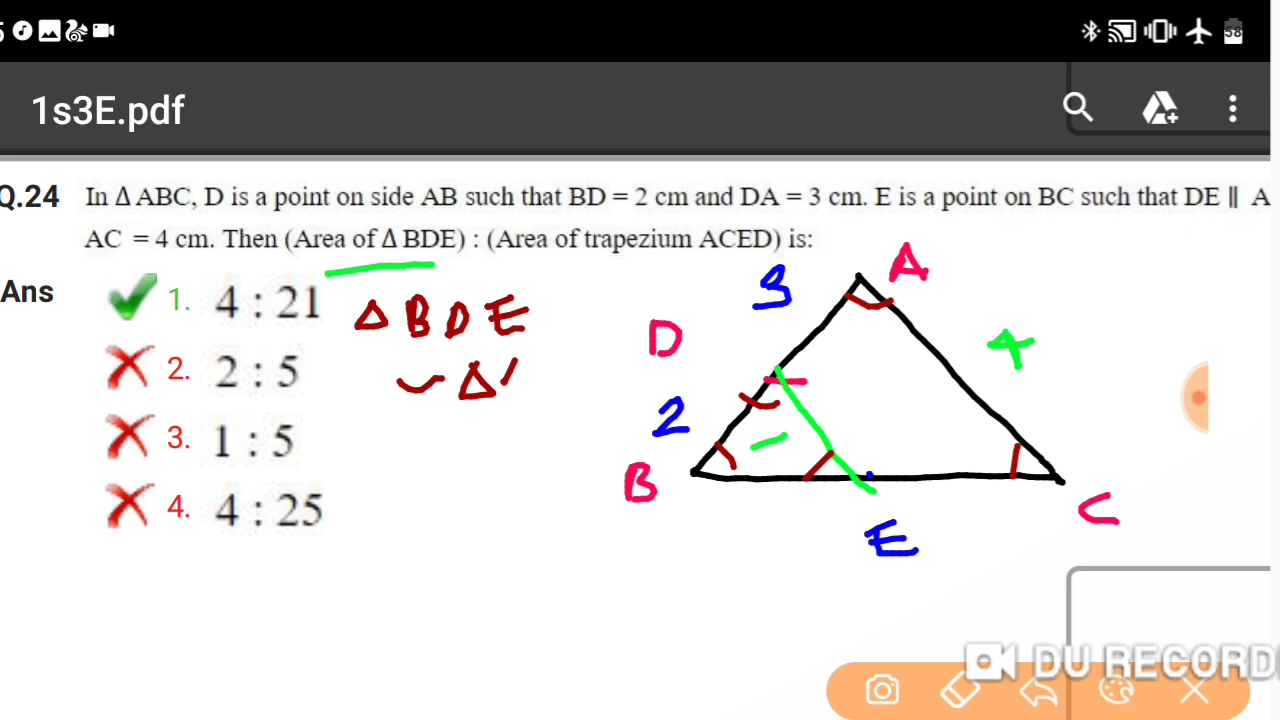 58
1s3E.pdf
Q.24 In Δ ABC, D is a point on side AB such that BD = 2 cm and DA = 3 cm. E is a point on BC such that DE ∥ A
AC = 4 cm. Then (Area of Δ BDE) : (Area of trapezium ACED) is:
Ans
1. 4 : 21
2. 2 : 5
3. 1 : 5
4. 4 : 25
Δ B D E
~ Δ
A
3
D
4
2
B
C
E
DU RECORD